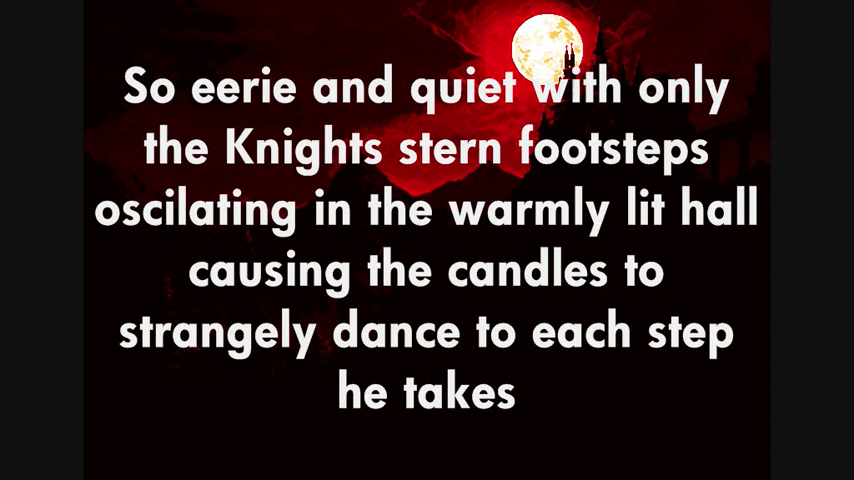 So eerie and quiet with only
the Knights stern footsteps
oscilating in the warmly lit hall
causing the candles to
strangely dance to each step
he takes